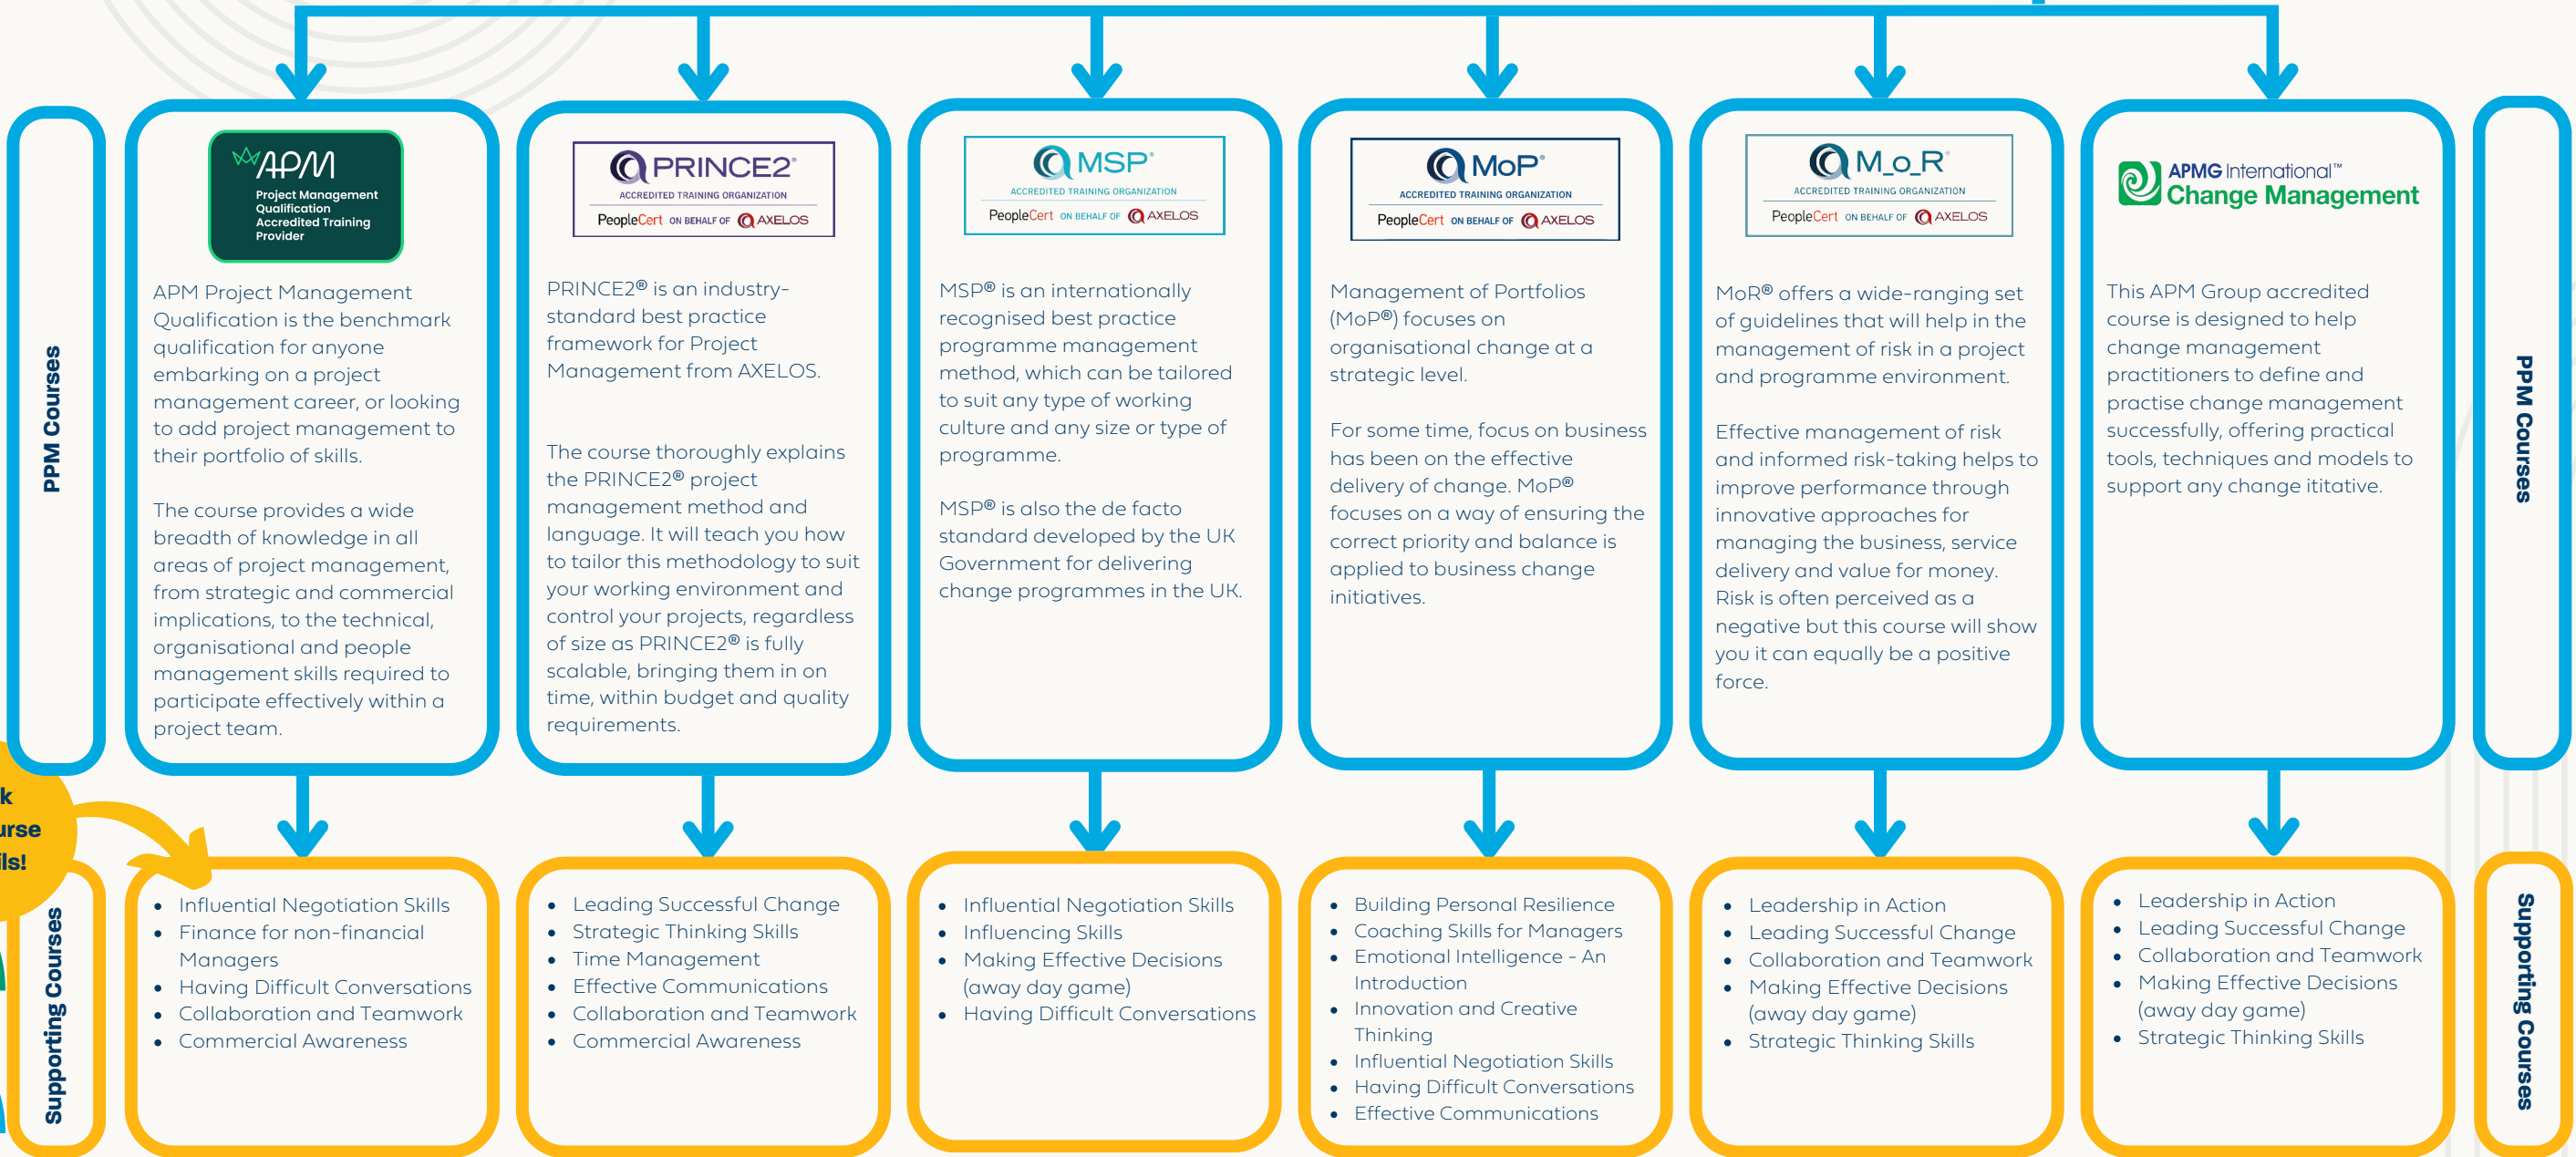 PPM Courses
APM
Project Management
Qualification
Accredited Training
Provider
APM Project Management
Qualification is the benchmark
qualification for anyone
embarking on a project
management career, or looking
to add project management to
their portfolio of skills.
The course provides a wide
breadth of knowledge in all
areas of project management,
from strategic and commercial
implications, to the technical,
organisational and people
management skills required to
participate effectively within a
project team.
PRINCE2®
ACCREDITED TRAINING ORGANIZATION
PeopleCert ON BEHALF OF AXELOS
PRINCE2® is an industry-
standard best practice
framework for Project
Management from AXELOS.
The course thoroughly explains
the PRINCE2® project
management method and
language. It will teach you how
to tailor this methodology to suit
your working environment and
control your projects, regardless
of size as PRINCE2® is fully
scalable, bringing them in on
time, within budget and quality
requirements.
MSP®
ACCREDITED TRAINING ORGANIZATION
PeopleCert ON BEHALF OF AXELOS
MSP® is an internationally
recognised best practice
programme management
method, which can be tailored
to suit any type of working
culture and any size or type of
programme.
MSP® is also the de facto
standard developed by the UK
Government for delivering
change programmes in the UK.
MoP®
ACCREDITED TRAINING ORGANIZATION
PeopleCert ON BEHALF OF AXELOS
Management of Portfolios
(MoP®) focuses on
organisational change at a
strategic level.
For some time, focus on business
has been on the effective
delivery of change. MoP®
focuses on a way of ensuring the
correct priority and balance is
applied to business change
initiatives.
M_o_R®
ACCREDITED TRAINING ORGANIZATION
PeopleCert ON BEHALF OF AXELOS
MoR® offers a wide-ranging set
of guidelines that will help in the
management of risk in a project
and programme environment.
Effective management of risk
and informed risk-taking helps to
improve performance through
innovative approaches for
managing the business, service
delivery and value for money.
Risk is often perceived as a
negative but this course will show
you it can equally be a positive
force.
APMG International™
Change Management
This APM Group accredited
course is designed to help
change management
practitioners to define and
practise change management
successfully, offering practical
tools, techniques and models to
support any change ititative.
PPM Courses
k
urse
ils!
Supporting Courses
• Influential Negotiation Skills
• Finance for non-financial
Managers
• Having Difficult Conversations
• Collaboration and Teamwork
• Commercial Awareness
• Leading Successful Change
• Strategic Thinking Skills
• Time Management
• Effective Communications
• Collaboration and Teamwork
• Commercial Awareness
• Influential Negotiation Skills
• Influencing Skills
• Making Effective Decisions
(away day game)
• Having Difficult Conversations
• Building Personal Resilience
• Coaching Skills for Managers
• Emotional Intelligence - An
Introduction
• Innovation and Creative
Thinking
• Influential Negotiation Skills
• Having Difficult Conversations
• Effective Communications
• Leadership in Action
• Leading Successful Change
• Collaboration and Teamwork
• Making Effective Decisions
(away day game)
• Strategic Thinking Skills
• Leadership in Action
• Leading Successful Change
• Collaboration and Teamwork
• Making Effective Decisions
(away day game)
• Strategic Thinking Skills
Supporting Courses